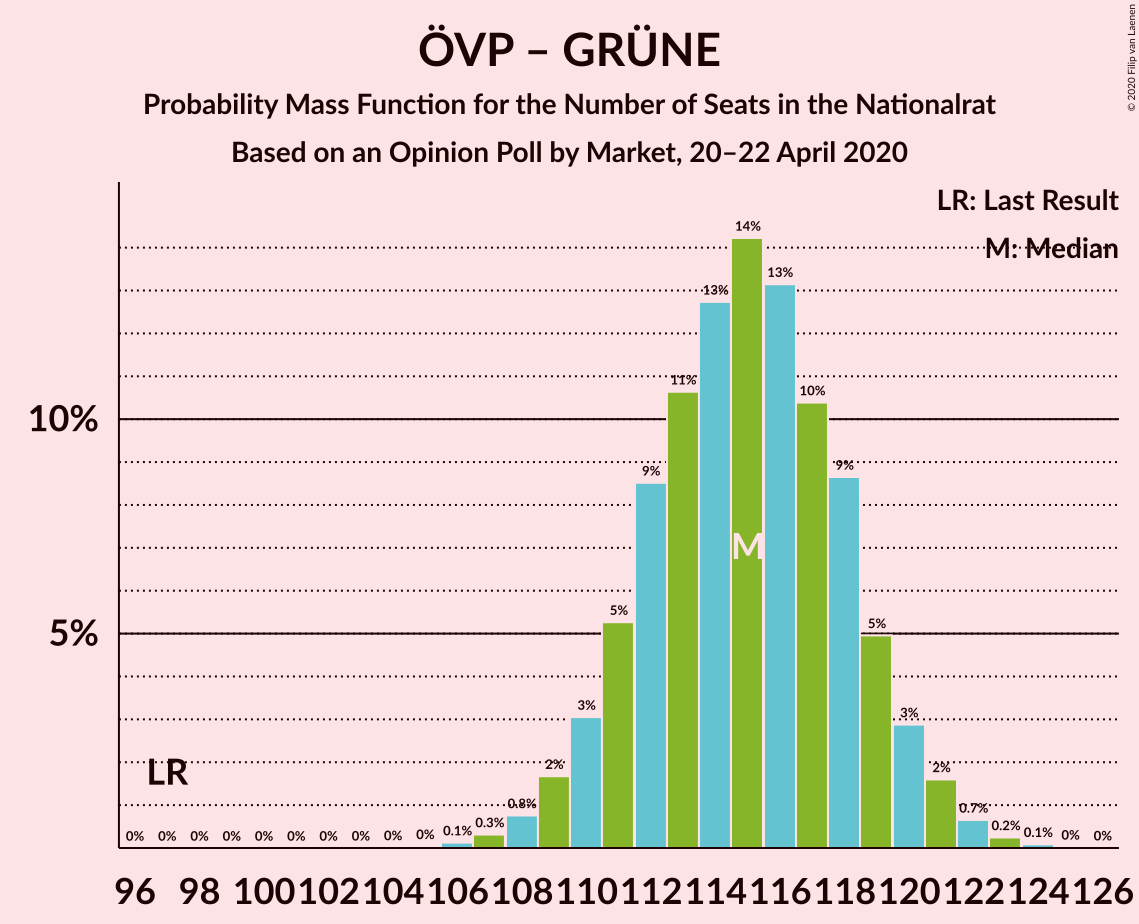 ÖVP – GRÜNE
Probability Mass Function for the Number of Seats in the Nationalrat
Based on an Opinion Poll by Market, 20–22 April 2020
© 2020 Filip van Laenen
LR: Last Result
M: Median
14%
13%
13%
11%
10%
10%
9%
9%
M
5%
5%
5%
3%
3%
LR
2%
2%
0.8%
0.7%
0.3%
0.2%
0.1%
0.1%
0% 0% 0% 0% 0% 0% 0% 0% 0% 0% 0% 0%
96 98 100 102 104 106 108 110 112 114 116 118 120 122 124 126